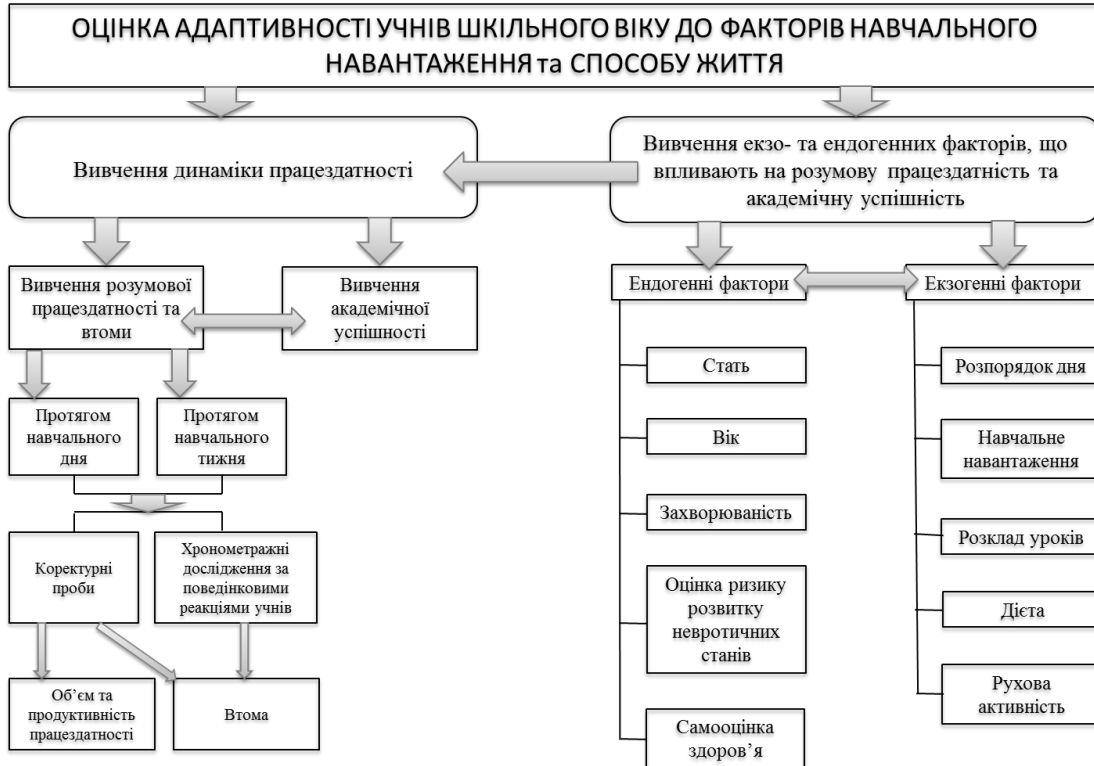 ОЦІНКА АДАПТИВНОСТІ УЧНІВ ШКІЛЬНОГО ВІКУ ДО ФАКТОРІВ НАВЧАЛЬНОГО
НАВАНТАЖЕННЯ та СПОСОБУ ЖИТТЯ
Вивчення динаміки працездатності
Вивчення екзо- та ендогенних факторів, що
впливають на розумову працездатність та
академічну успішність
Вивчення розумової
працездатності та
втоми
Вивчення
академічної
успішності
Ендогенні фактори
Екзогенні фактори
Протягом
навчального
дня
Протягом
навчального
тижня
Коректурні
проби
Хронометражні
дослідження за
поведінковими
реакціями учнів
Об’єм та
продуктивність
працездатності
Втома
Стать
Вік
Захворюваність
Оцінка ризику
розвитку
невротичних
станів
Самооцінка
здоров’я
Розпорядок дня
Навчальне
навантаження
Розклад уроків
Дієта
Рухова
активність